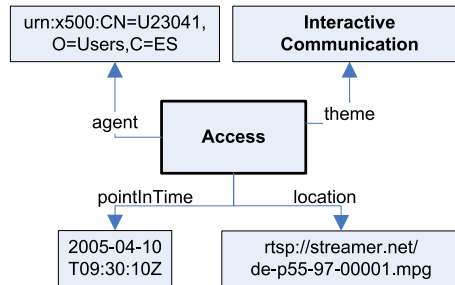 urn:x500:CN=U23041,
O=Users,C=ES
Interactive
Communication
agent
theme
Access
pointInTime
location
2005-04-10
T09:30:10Z
rtsp://streamer.net/
de-p55-97-00001.mpg